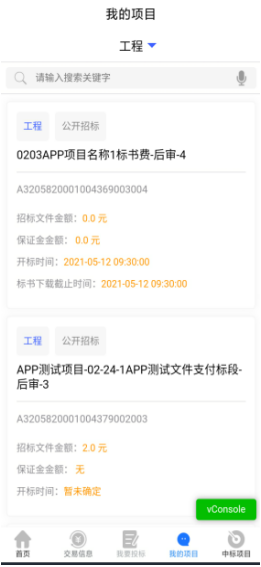 我的项目
工程
请输入搜索关键字
工程 公开招标
0203APP项目名称1标书费-后审-4
A3205820001004369003004
招标文件金额：0.0 元
保证金金额：0.0 元
开标时间：2021-05-12 09:30:00
标书下载截止时间：2021-05-12 09:30:00
工程 公开招标
APP测试项目-02-24-1APP测试文件支付标段-
后审-3
A3205820001004379002003
招标文件金额：2.0 元
保证金金额：无
开标时间：暂未确定
vConsole
首页 交易信息 我要投标 我的项目 中标项目